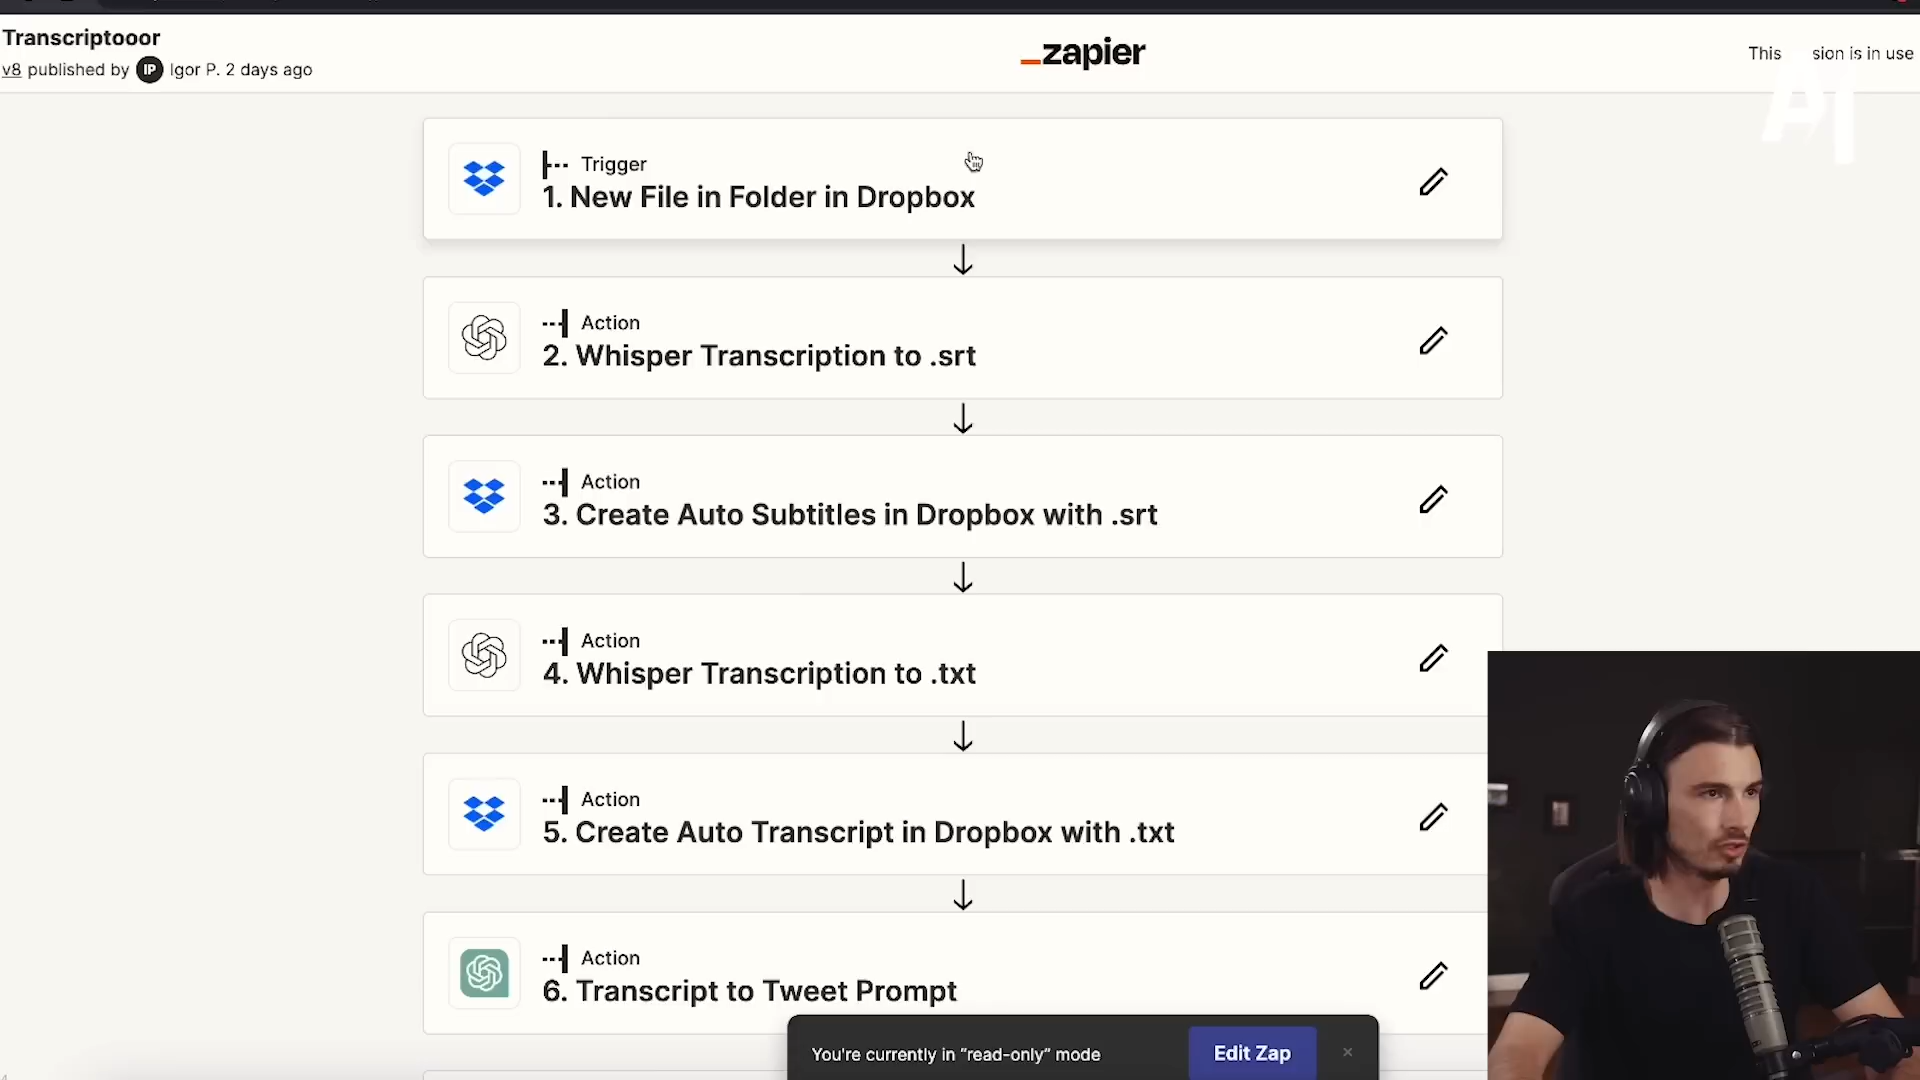 Transcriptooor
v8 published by IP Igor P. 2 days ago
zapier
This sion is in use
AI
Trigger
1. New File in Folder in Dropbox
Action
2. Whisper Transcription to .srt
Action
3. Create Auto Subtitles in Dropbox with .srt
Action
4. Whisper Transcription to .txt
Action
5. Create Auto Transcript in Dropbox with .txt
Action
6. Transcript to Tweet Prompt
You're currently in "read-only" mode
Edit Zap